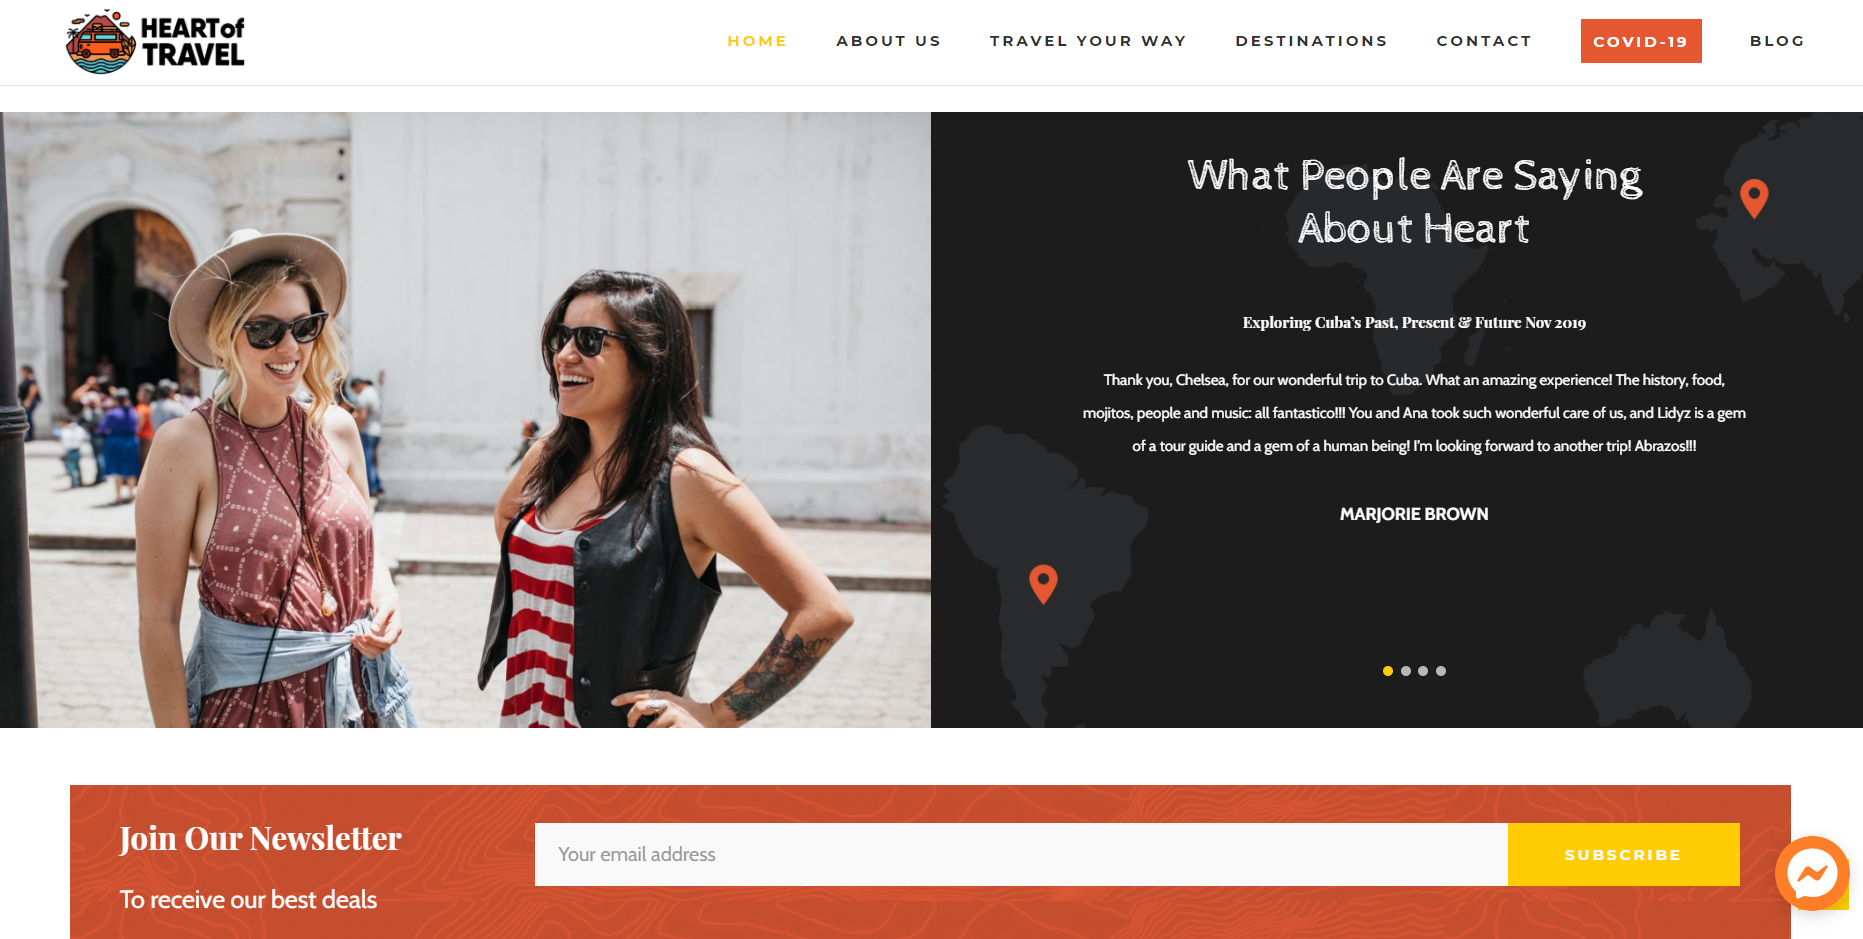 HEART of
TRAVEL
HOME
ABOUT US
TRAVEL YOUR WAY
DESTINATIONS
CONTACT
COVID-19
BLOG
What People Are Saying
About Heart
Exploring Cuba's Past, Present & Future Nov 2019
Thank you, Chelsea, for our wonderful trip to Cuba. What an amazing experience! The history, food,
mojitos, people and music: all fantastico!!! You and Ana took such wonderful care of us, and Lidyz is a gem
of a tour guide and a gem of a human being! I'm looking forward to another trip! Abrazos!!!
MARJORIE BROWN
Join Our Newsletter
To receive our best deals
Your email address
SUBSCRIBE